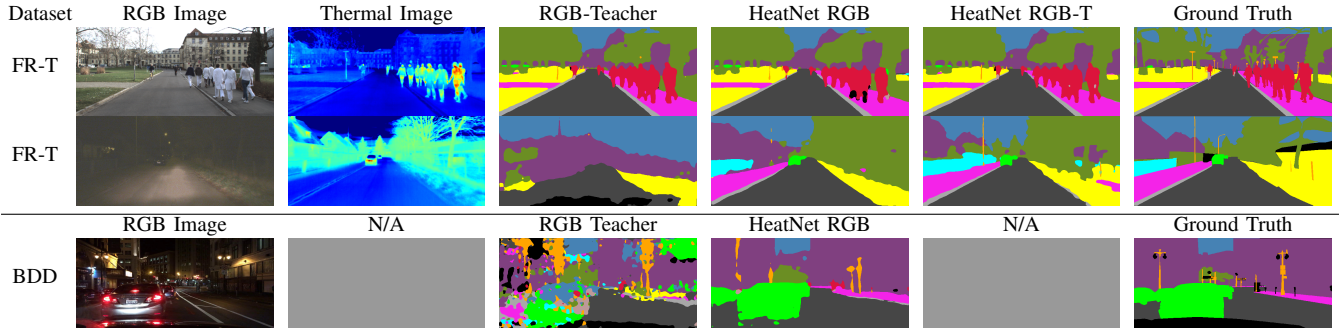 Dataset RGB Image Thermal Image RGB-Teacher HeatNet RGB HeatNet RGB-T Ground Truth
FR-T
FR-T
RGB Image N/A RGB Teacher HeatNet RGB N/A Ground Truth
BDD